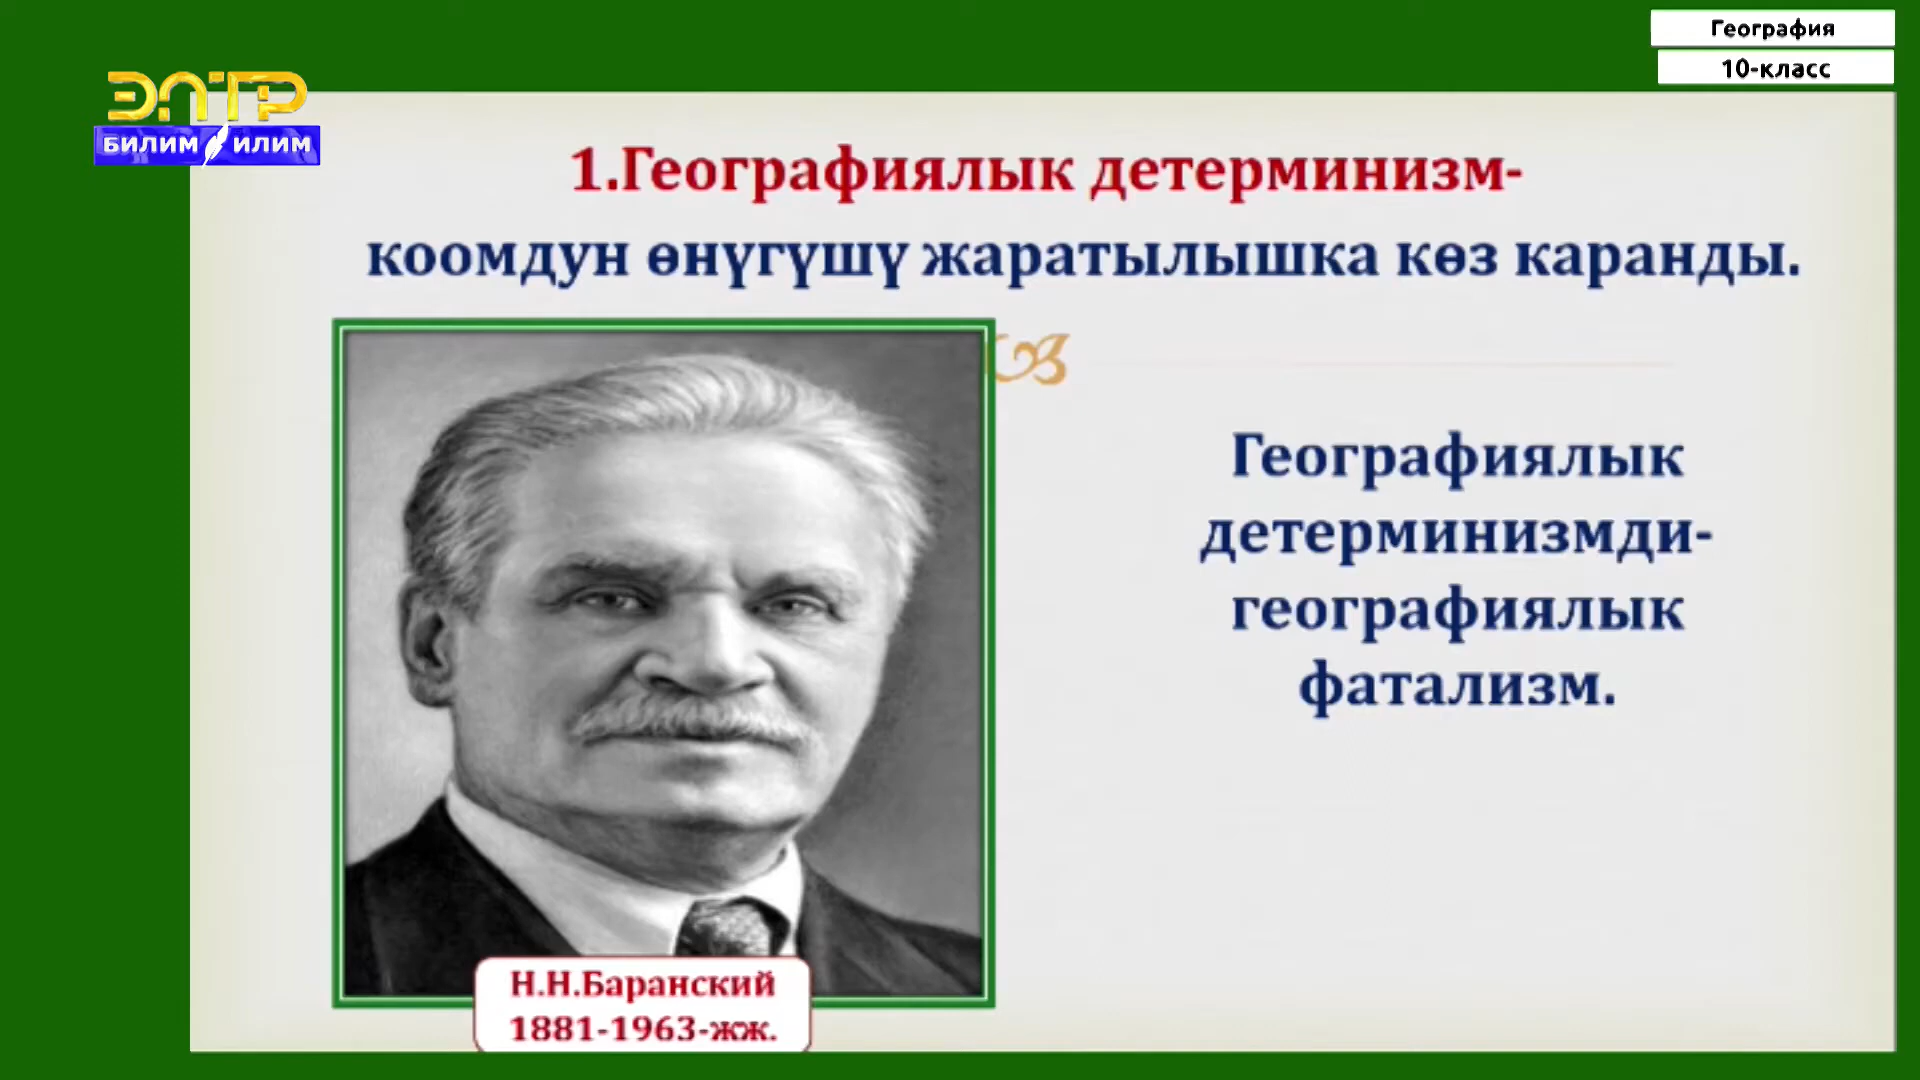 География
10-класс
ЭЛТР
БИЛИМ ИЛИМ
1.Географиялык детерминизм-
коомдун өнүгүшү жаратылышка көз каранды.
Географиялык
детерминизмди-
географиялык
фатализм.
Н.Н.Баранский
1881-1963-жж.